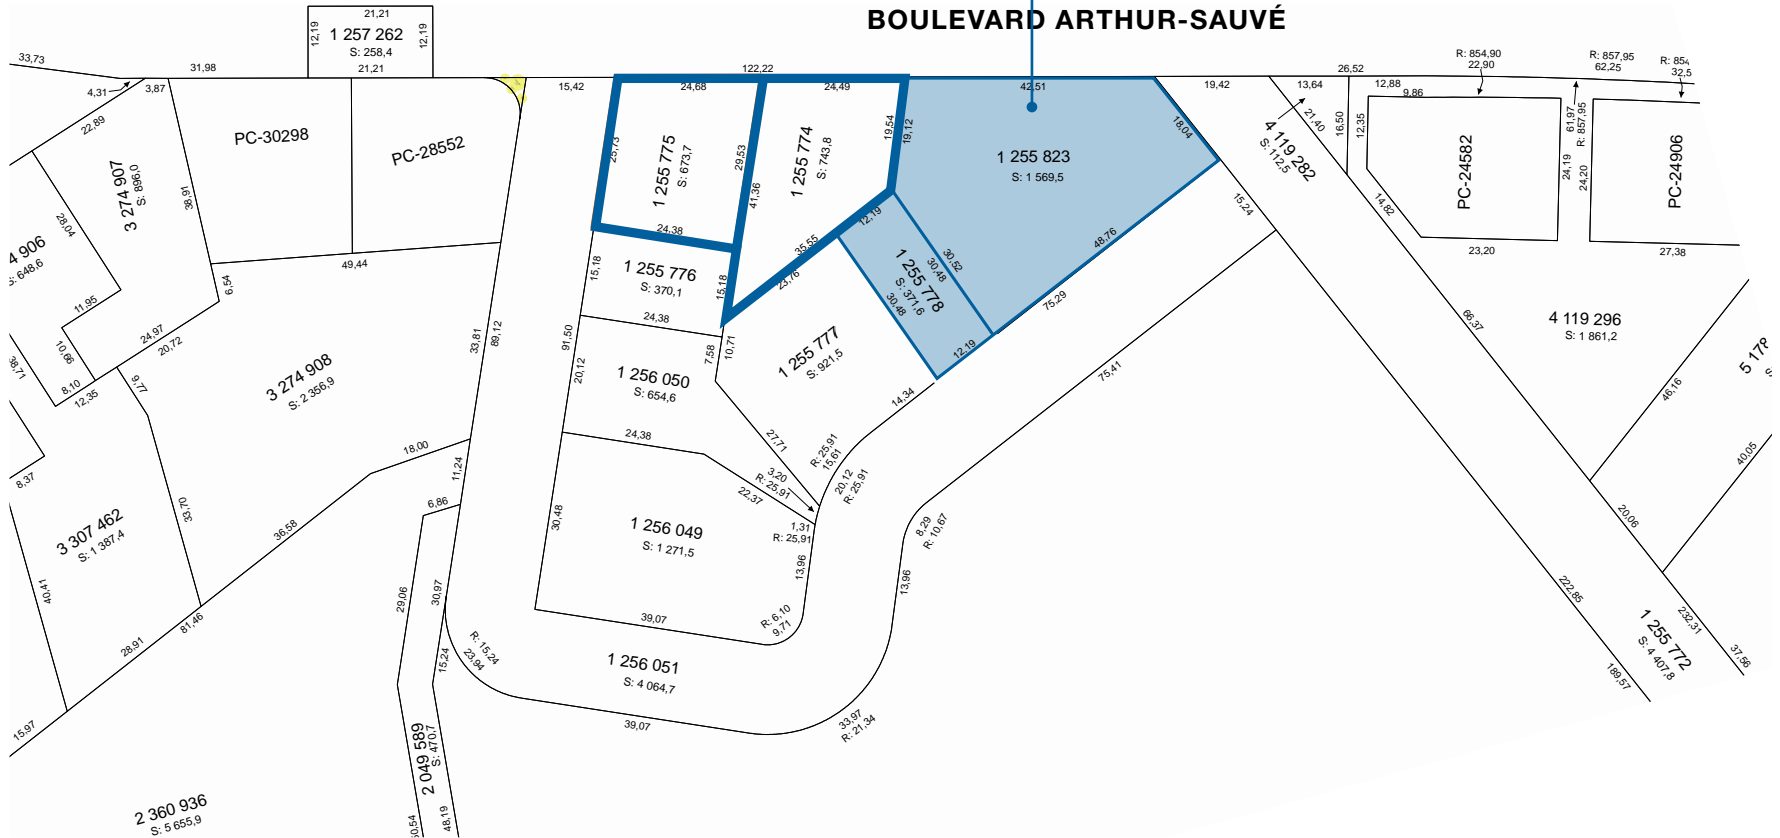 BOULEVARD ARTHUR-SAUVÉ
21,21
12,19
1 257 262
12,19
S: 258,4
21,21
33,73
31,98
4,31
3,87
22,89
15,42
122,22
24,68
24,49
42,51
19,42
26,52
13,64
12,88
9,86
R: 854,90
22,90
R: 857,95
62,25
R: 854
32,5
PC-30298
PC-28552
3 274 907
S: 896,0
38,91
28,04
4 906
S: 648,6
11,95
24,97
20,72
10,66
8,10
12,35
38,71
6,54
49,44
9,77
3 274 908
S: 2 356,9
33,81
89,12
18,00
11,24
6,86
8,37
33,70
36,58
3 307 462
S: 1 387,4
40,41
28,91
81,46
15,97
29,06
30,97
15,24
2 049 589
S: 470,7
50,54
48,19
2 360 936
S: 5 655,9
25,73
1 255 775
S: 673,7
29,53
24,38
41,36
1 255 774
S: 743,8
19,54
19,12
35,55
1 255 823
S: 1 569,5
18,04
12,19
30,52
30,48
1 255 778
S: 371,6
30,48
12,19
48,76
75,29
23,76
15,18
1 255 776
S: 370,1
15,18
24,38
91,50
20,12
7,58
10,71
1 255 777
S: 921,5
14,34
1 256 050
S: 654,6
24,38
27,71
R: 25,91
15,61
20,12
R: 25,91
3,20
R: 25,91
22,37
1,31
R: 25,91
30,48
1 256 049
S: 1 271,5
13,96
39,07
R: 6,10
9,71
8,29
R: 10,67
13,96
R: 15,24
23,94
1 256 051
S: 4 064,7
39,07
33,97
R: 21,34
75,41
15,24
4 119 282
S: 112,5
21,40
16,50
12,35
14,82
PC-24582
23,20
24,19
61,97
R: 857,95
24,20
PC-24906
27,38
66,37
4 119 296
S: 1 861,2
46,16
5 178
40,05
20,06
222,85
232,31
1 255 772
S: 4 407,8
37,56
189,57